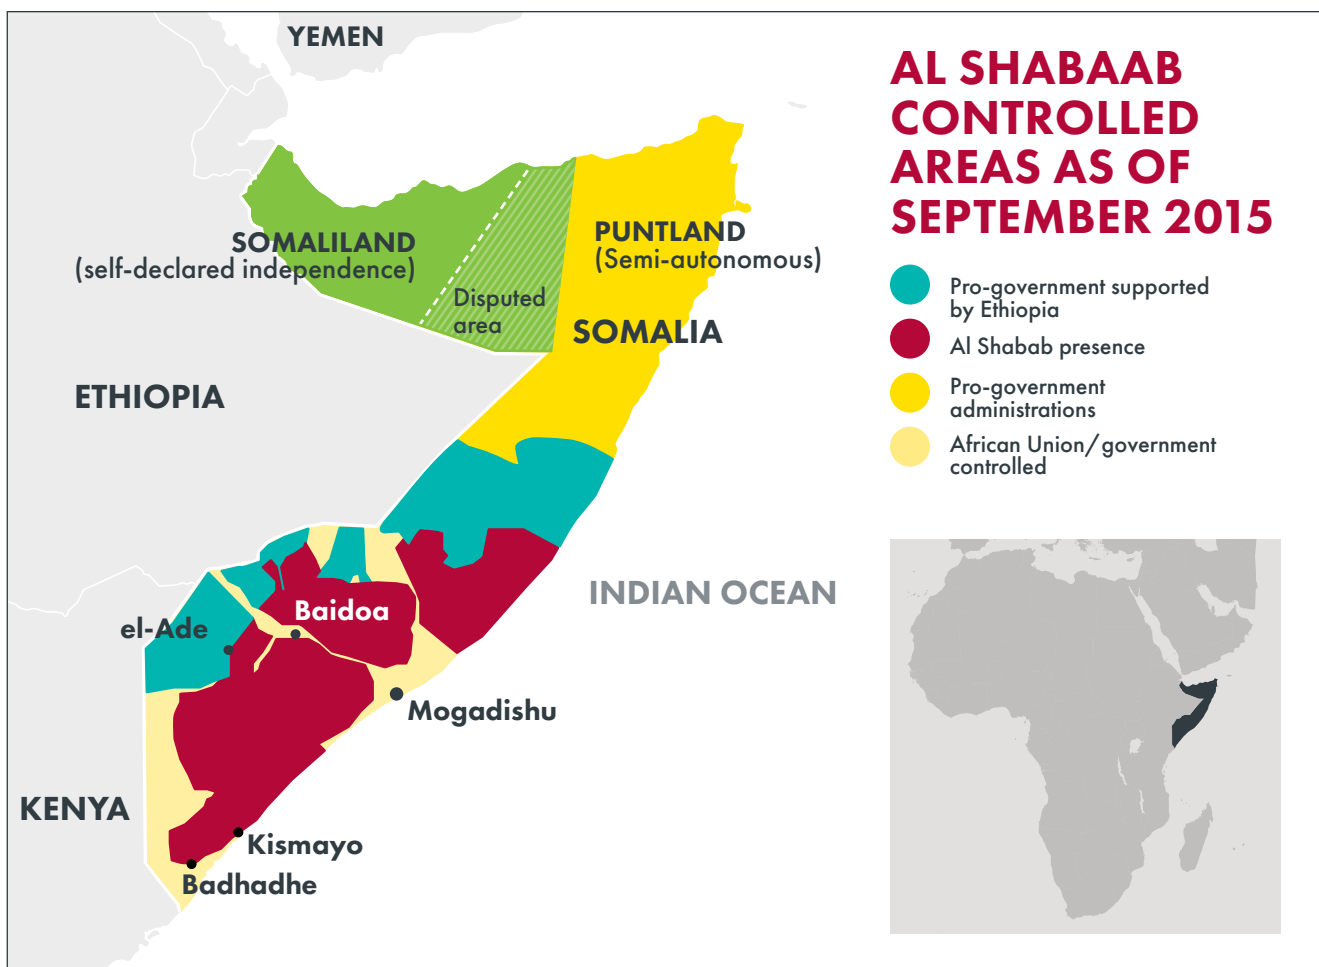 YEMEN
AL SHABAAB
CONTROLLED
AREAS AS OF
SEPTEMBER 2015
SOMALILAND
(self-declared independence)
PUNTLAND
(Semi-autonomous)
Disputed
area
SOMALIA
ETHIOPIA
Pro-government supported
by Ethiopia
Al Shabab presence
Pro-government
administrations
African Union/government
controlled
INDIAN OCEAN
Baidoa
el-Ade
Mogadishu
KENYA
Kismayo
Badhadhe